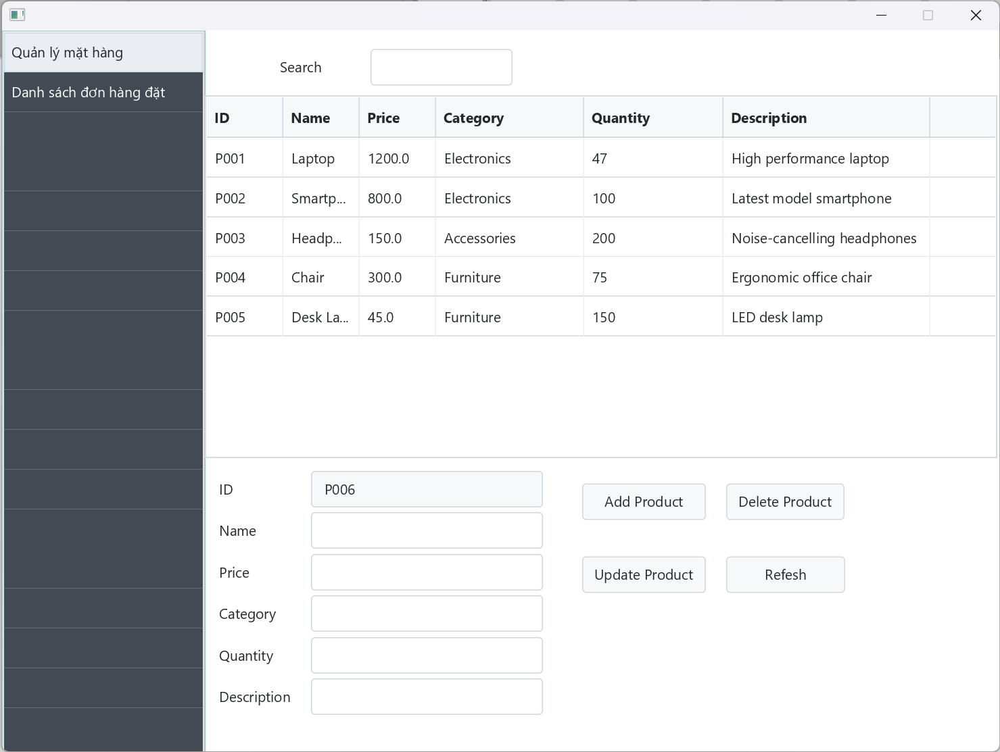 Quản lý mặt hàng
Danh sách đơn hàng đặt
Search
ID Name Price Category Quantity Description
P001 Laptop 1200.0 Electronics 47 High performance laptop
P002 Smartp... 800.0 Electronics 100 Latest model smartphone
P003 Headp... 150.0 Accessories 200 Noise-cancelling headphones
P004 Chair 300.0 Furniture 75 Ergonomic office chair
P005 Desk La... 45.0 Furniture 150 LED desk lamp
ID P006
Name
Price
Category
Quantity
Description
Add Product Delete Product
Update Product Refesh